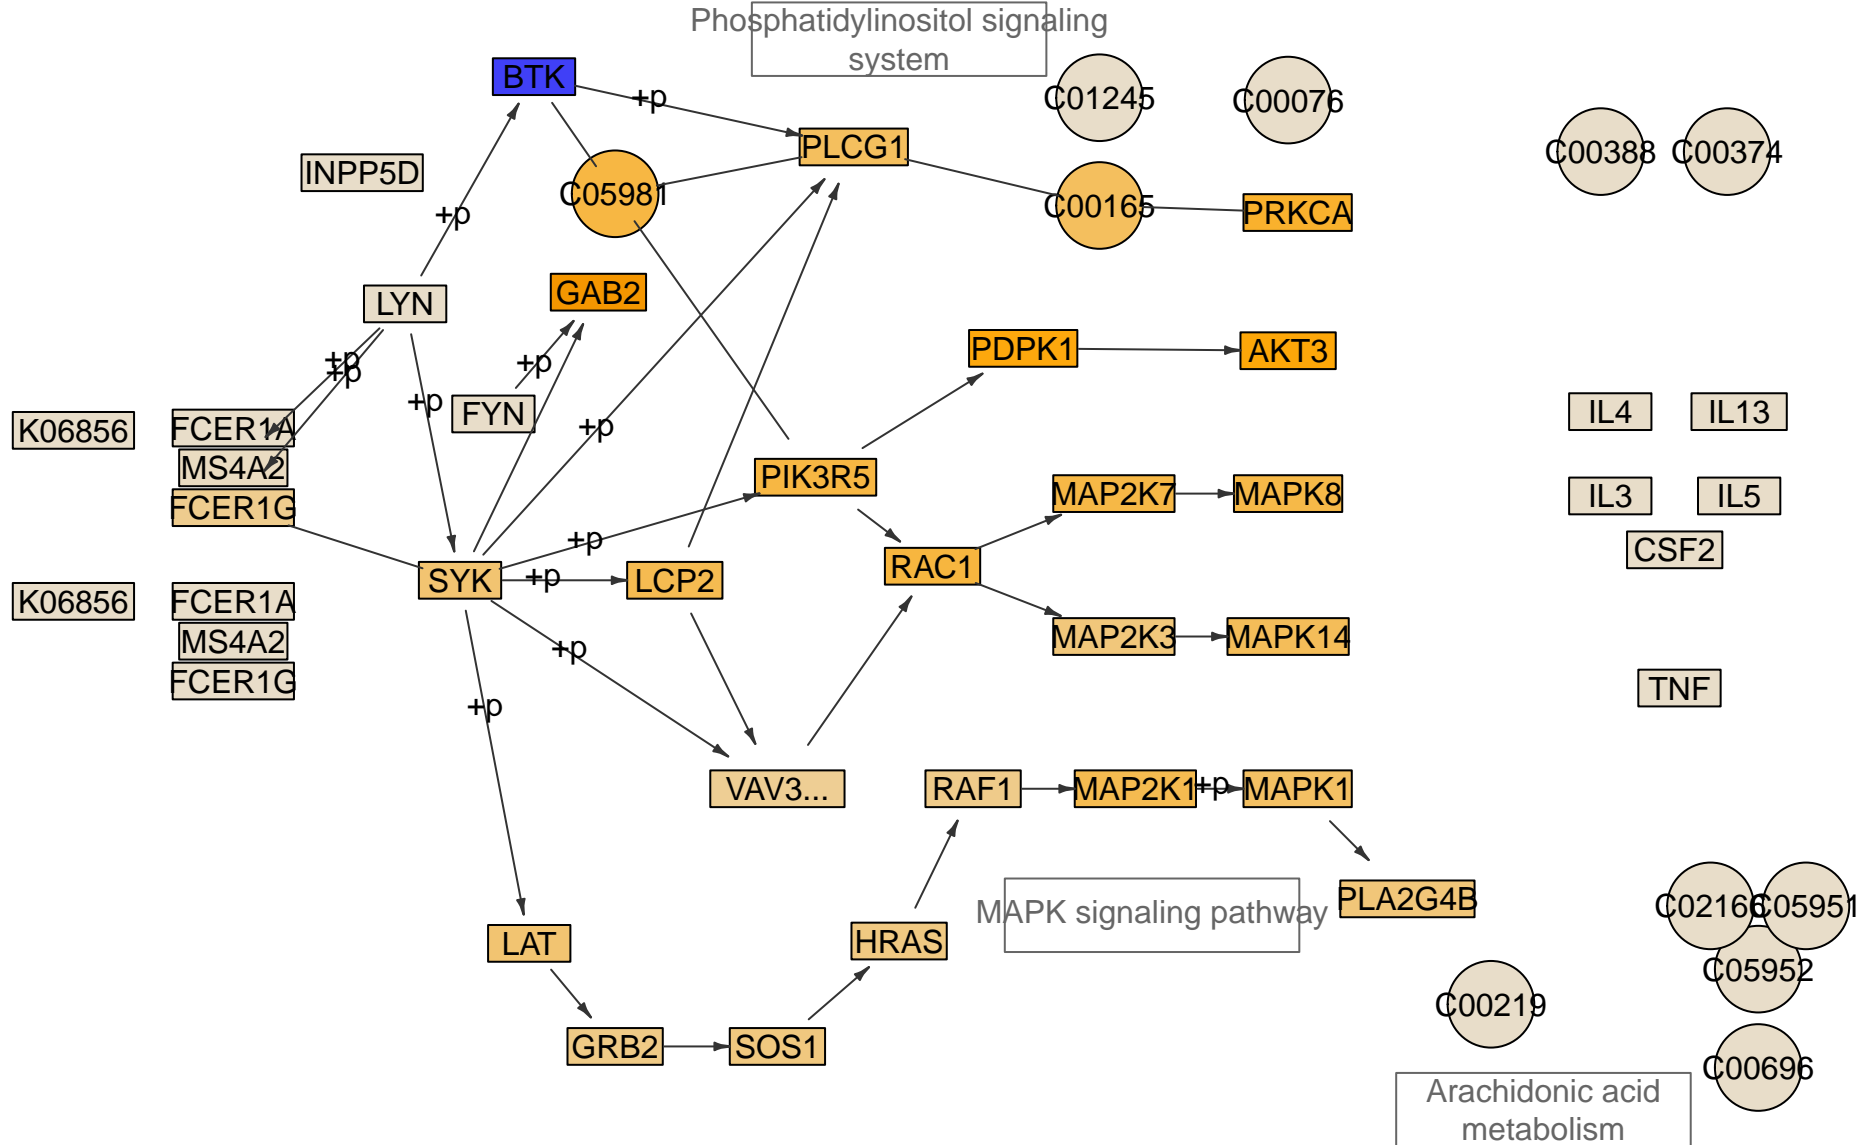 Phosphatidylinositol signaling
system
BTK
+p
C01245
C00076
PLCG1
C00388
C00374
INPP5D
C05981
C00165
PRKCA
+p
LYN
GAB2
PDPK1
AKT3
+p
+p
+p
+p
FYN
IL4
IL13
K06856
FCER1A
+p
MS4A2
PIK3R5
MAP2K7
MAPK8
IL3
IL5
FCER1G
+p
CSF2
SYK
+p
LCP2
RAC1
K06856
FCER1A
MS4A2
+p
MAP2K3
MAPK14
FCER1G
TNF
+p
VAV3...
RAF1
MAP2K1
+p
MAPK1
PLA2G4B
C02166
C05951
MAPK signaling pathway
LAT
HRAS
C05952
C00219
GRB2
SOS1
C00696
Arachidonic acid
metabolism